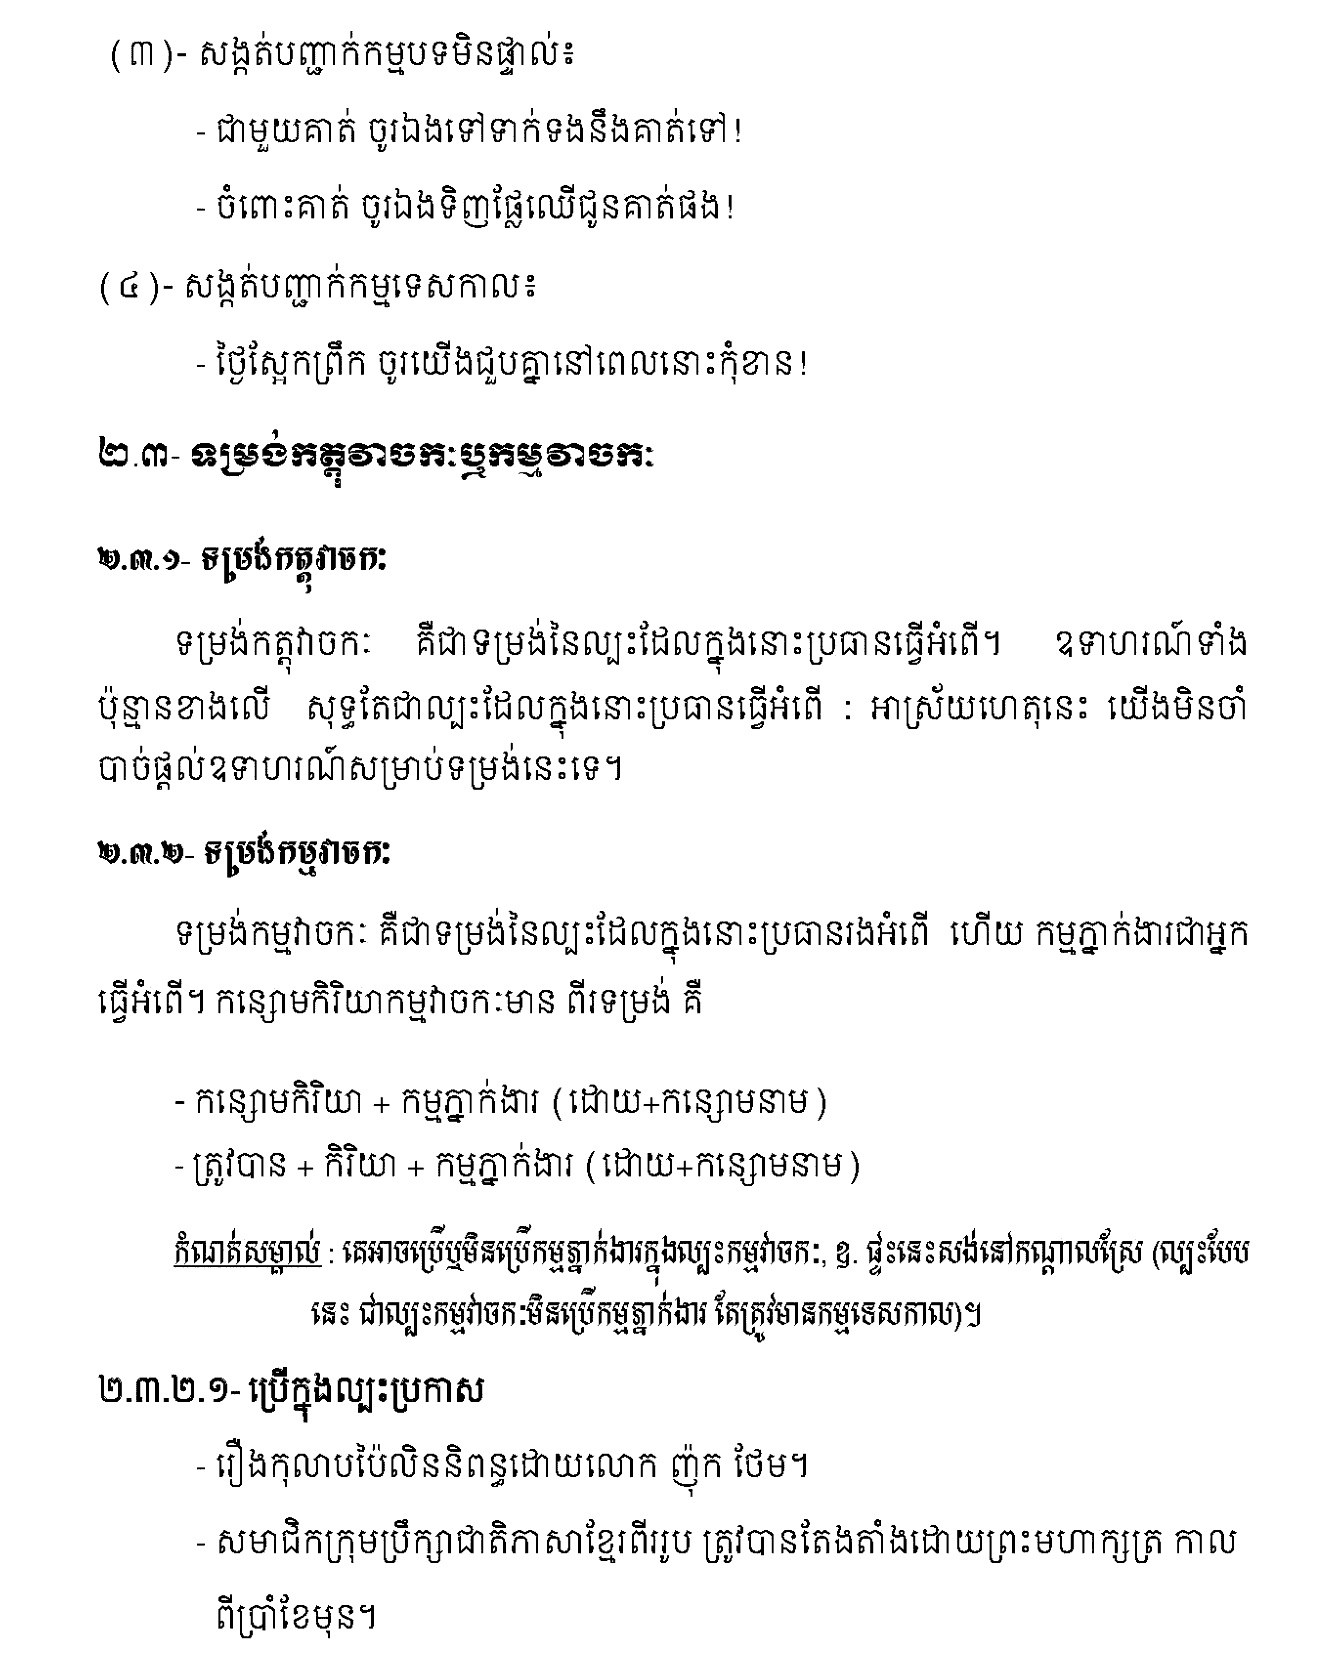 (៣)- សង្កត់បញ្ជាក់កម្មបទមិនផ្ទាល់៖
- ជាមួយគាត់ ចូរឯងទៅទាក់ទងនឹងគាត់ទៅ!
- ចំពោះគាត់ ចូរឯងទិញផ្លែឈើជូនគាត់ផង!
(៤)- សង្កត់បញ្ជាក់កម្មទេសកាល៖
- ថ្ងៃស្អែកព្រឹក ចូរយើងជួបគ្នានៅពេលនោះកុំខាន!
២.៣- ទម្រង់កត្តុវាចកៈឬកម្មវាចកៈ
២.៣.១- ទម្រង់កត្តុវាចកៈ
ទម្រង់កត្តុវាចកៈ គឺជាទម្រង់នៃល្បះដែលក្នុងនោះប្រធានធ្វើអំពើ។ ឧទាហរណ៍ទាំង
ប៉ុន្មានខាងលើ សុទ្ធតែជាល្បះដែលក្នុងនោះប្រធានធ្វើអំពើ : អាស្រ័យហេតុនេះ យើងមិនចាំ
បាច់ផ្តល់ឧទាហរណ៍សម្រាប់ទម្រង់នេះទេ។
២.៣.២- ទម្រង់កម្មវាចកៈ
ទម្រង់កម្មវាចកៈ គឺជាទម្រង់នៃល្បះដែលក្នុងនោះប្រធានរងអំពើ ហើយ កម្មភ្នាក់ងារជាអ្នក
ធ្វើអំពើ។ កន្សោមកិរិយាកម្មវាចកៈមាន ពីរទម្រង់ គឺ
- កន្សោមកិរិយា + កម្មភ្នាក់ងារ (ដោយ+កន្សោមនាម)
- ត្រូវបាន + កិរិយា + កម្មភ្នាក់ងារ (ដោយ+កន្សោមនាម)
កំណត់សម្គាល់ : គេអាចប្រើឬមិនប្រើកម្មភ្នាក់ងារក្នុងល្បះកម្មវាចកៈ, ឧ. ផ្ទះនេះសង់នៅកណ្តាលស្រែ (ល្បះបែប
នេះ ជាល្បះកម្មវាចកៈមិនប្រើកម្មភ្នាក់ងារ តែត្រូវមានកម្មទេសកាល)។
២.៣.២.១- ប្រើក្នុងល្បះប្រកាស
- រឿងកុលាបប៉ៃលិននិពន្ធដោយលោក ញ៉ុក ថែម។
- សមាជិកក្រុមប្រឹក្សាជាតិភាសាខ្មែរពីររូប ត្រូវបានតែងតាំងដោយព្រះមហាក្សត្រ កាល
ពីប្រាំខែមុន។